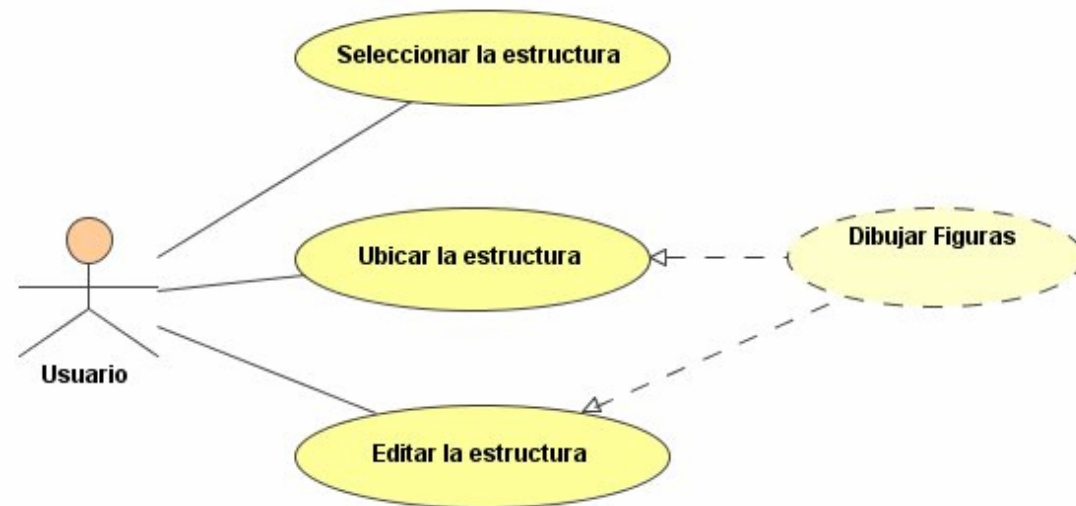 Seleccionar la estructura
Ubicar la estructura
Dibujar Figuras
Usuario
Editar la estructura